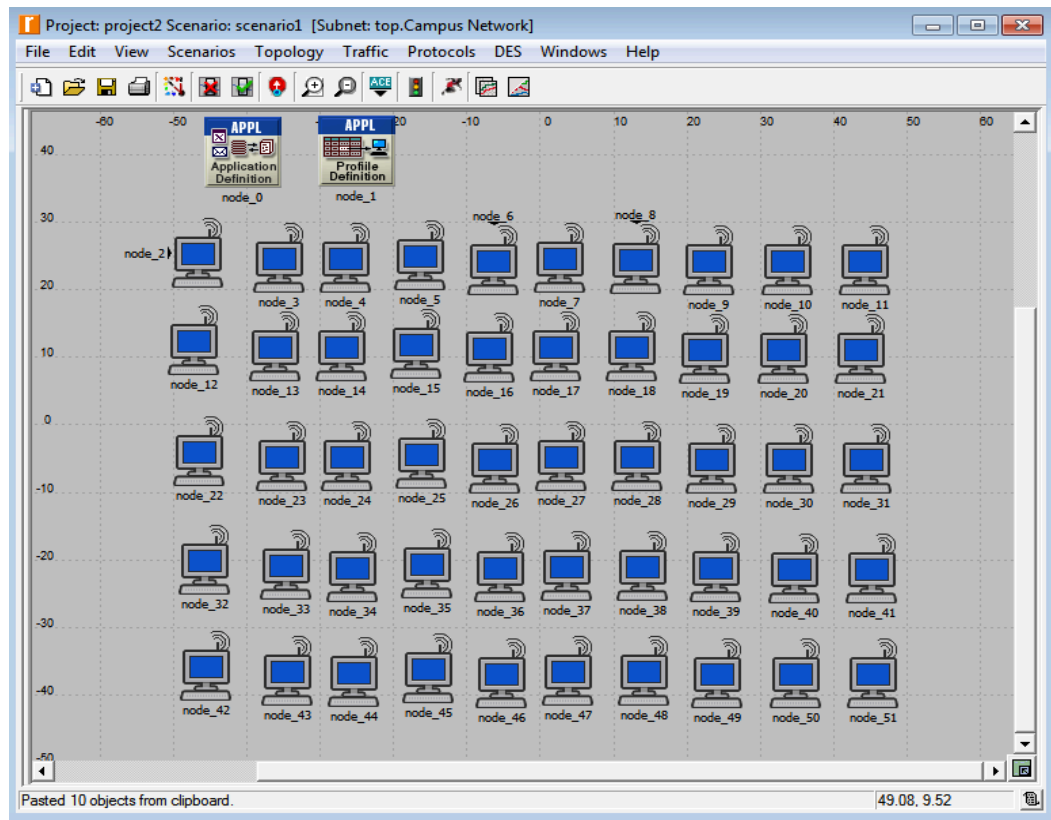 Project: project2 Scenario: scenario1 [Subnet: top.Campus Network]
File Edit View Scenarios Topology Traffic Protocols DES Windows Help
ACE
-60 -50 20 -10 0 10 20 30 40 50 60
APPL APPL
40
Application Definition
Profiile Definition
node_0 node_1
30
node_6 node_8
node_2
20
node_3 node_4 node_5 node_7 node_9 node_10 node_11
10
node_12 node_13 node_14 node_15 node_16 node_17 node_18 node_19 node_20 node_21
0
-10
node_22 node_23 node_24 node_25 node_26 node_27 node_28 node_29 node_30 node_31
-20
node_32 node_33 node_34 node_35 node_36 node_37 node_38 node_39 node_40 node_41
-30
-40
node_42 node_43 node_44 node_45 node_46 node_47 node_48 node_49 node_50 node_51
-50
Pasted 10 objects from clipboard. 49.08, 9.52